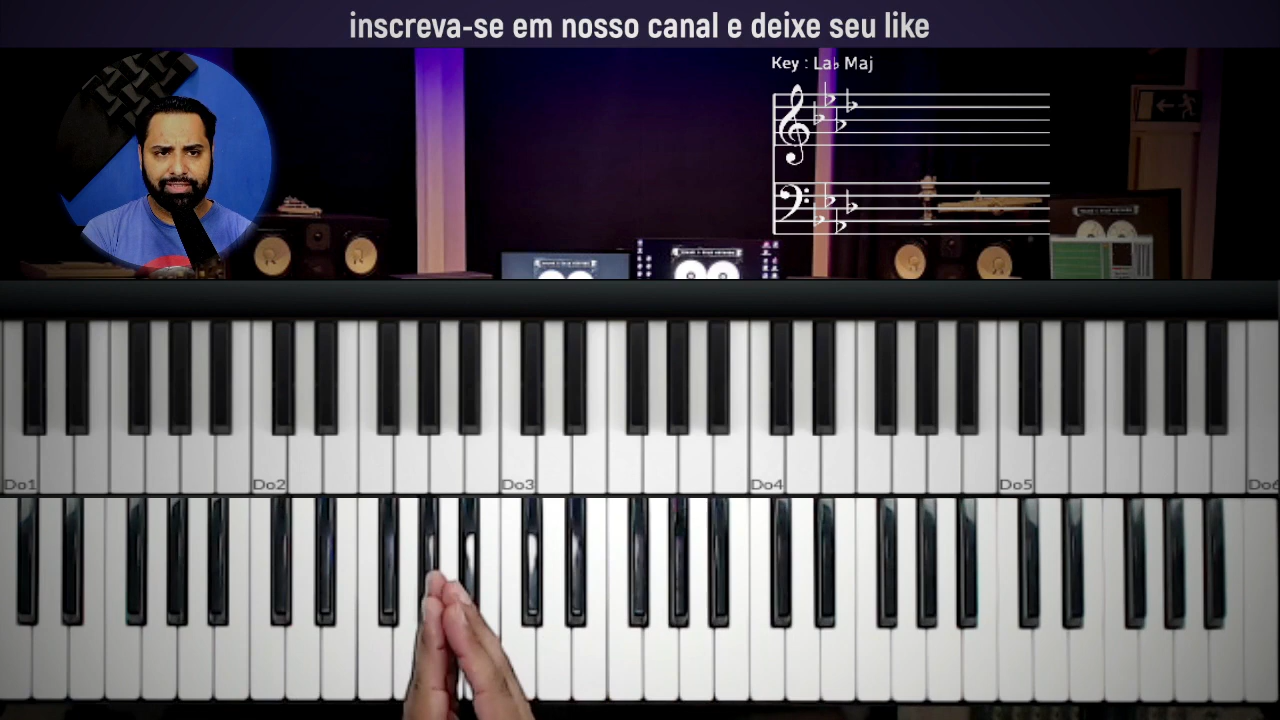 inscreva-se em nosso canal e deixe seu like
Key : La♭ Maj
Do1 Do2 Do3 Do4 Do5 Do6